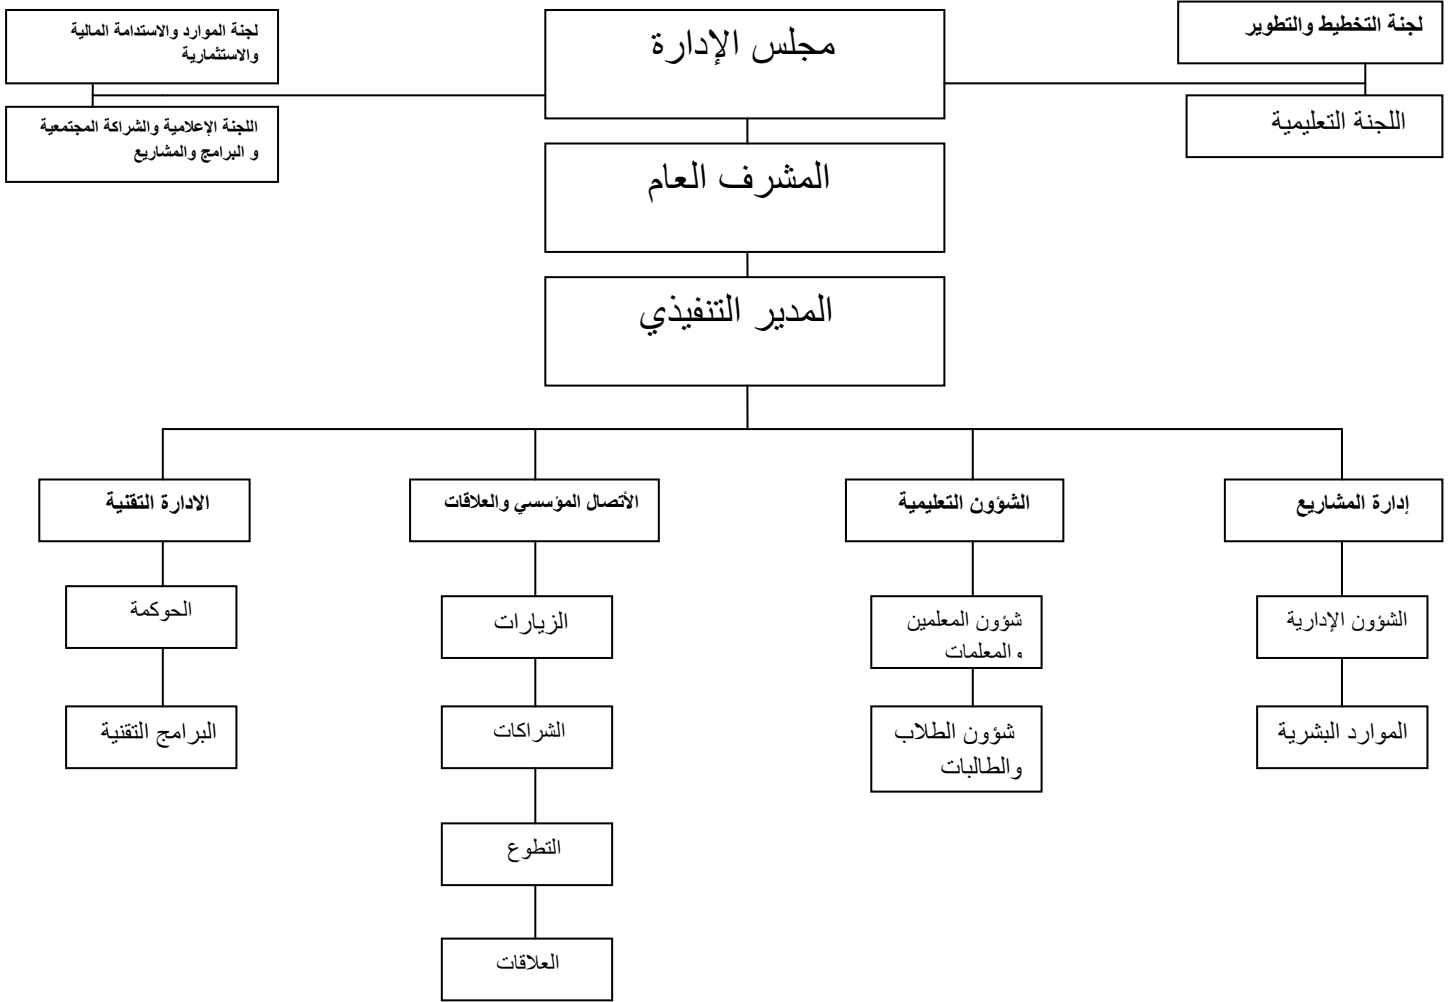 مجلس الإدارة
لجنة التخطيط والتطوير
اللجنة التعليمية
لجنة الموارد والاستدامة المالية
والاستثمارية
اللجنة الإعلامية والشراكة المجتمعية
و البرامج والمشاريع
المشرف العام
المدير التنفيذي
إدارة المشاريع
الشؤون الإدارية
الموارد البشرية
الشؤون التعليمية
شؤون المعلمين
والمعلمات
شؤون الطلاب
والطالبات
الأتصال المؤسسي والعلاقات
الزيارات
الشراكات
التطوع
العلاقات
الادارة التقنية
الحوكمة
البرامج التقنية